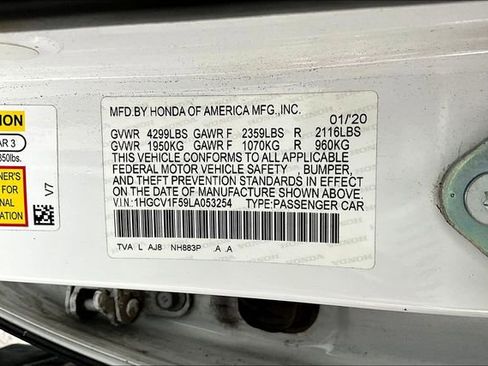 MFD.BY HONDA OF AMERICA MFG.,INC.
01/'20
GVWR 4299LBS GAWR F 2359LBS R 2116LBS
GVWR 1950KG GAWR F 1070KG R 960KG
THIS VEHICLE CONFORMS TO ALL APPLICABLE
FEDERAL MOTOR VEHICLE SAFETY , BUMPER,
AND THEFT PREVENTION STANDARDS IN EFFECT
ON THE DATE OF MANUFACTURE SHOWN ABOVE.
V.I.N:1HGCV1F59LA053254 TYPE:PASSENGER CAR
TVA L AJ8 NH883P A A
V7